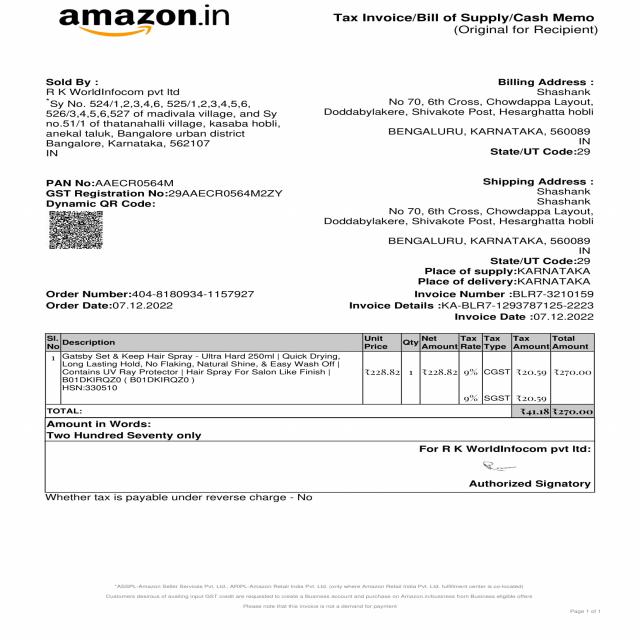 amazon.in
Tax Invoice/Bill of Supply/Cash Memo
(Original for Recipient)
Sold By :
R K WorldInfocom pvt ltd
*Sy No. 524/1,2,3,4,6, 525/1,2,3,4,5,6,
526/3,4,5,6,527 of madivala village, and Sy
no.51/1 of thatanahalli village, kasaba hobli,
anekal taluk, Bangalore urban district
Bangalore, Karnataka, 562107
IN
Billing Address :
Shashank
No 70, 6th Cross, Chowdappa Layout,
Doddabylakere, Shivakote Post, Hesarghatta hobli
BENGALURU, KARNATAKA, 560089
IN
State/UT Code:29
PAN No:AAECR0564M
GST Registration No:29AAECR0564M2ZY
Dynamic QR Code:
Shipping Address :
Shashank
Shashank
No 70, 6th Cross, Chowdappa Layout,
Doddabylakere, Shivakote Post, Hesarghatta hobli
BENGALURU, KARNATAKA, 560089
IN
State/UT Code:29
Place of supply:KARNATAKA
Place of delivery:KARNATAKA
Order Number:404-8180934-1157927
Order Date:07.12.2022
Invoice Number :BLR7-3210159
Invoice Details :KA-BLR7-1293787125-2223
Invoice Date :07.12.2022
Sl. No Description Unit Price Qty Net Amount Tax Rate Tax Type Tax Amount Total Amount
1 Gatsby Set & Keep Hair Spray - Ultra Hard 250ml | Quick Drying,
Long Lasting Hold, No Flaking, Natural Shine, & Easy Wash Off |
Contains UV Ray Protector | Hair Spray For Salon Like Finish |
B01DKIRQZ0 ( B01DKIRQZ0 )
HSN:330510
₹228.82 1 ₹228.82 9% CGST ₹20.59 ₹270.00
9% SGST ₹20.59
TOTAL: ₹41.18 ₹270.00
Amount in Words:
Two Hundred Seventy only
For R K WorldInfocom pvt ltd:
Authorized Signatory
Whether tax is payable under reverse charge - No
*ASSPL-Amazon Seller Services Pvt. Ltd., ARIPL-Amazon Retail India Pvt. Ltd. (only where Amazon Retail India Pvt. Ltd. fulfillment center is co-located)
Customers desirous of availing input GST credit are requested to create a Business account and purchase on Amazon.in/business from Business eligible offers
Please note that this invoice is not a demand for payment
Page 1 of 1